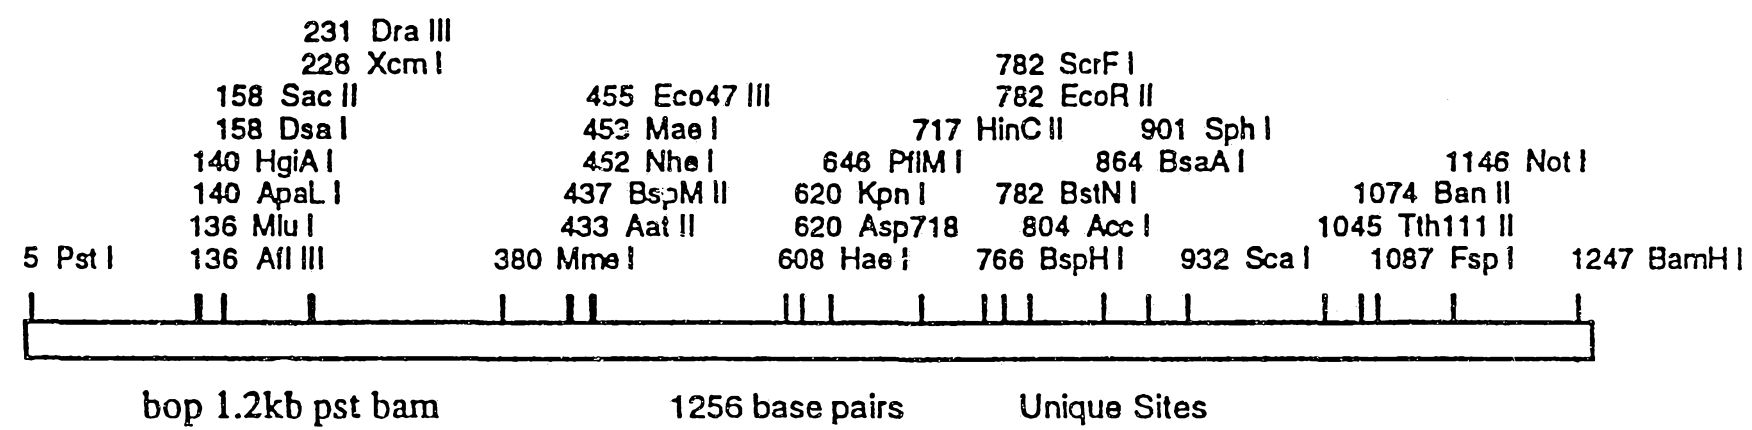 231 Dra III
226 Xcm I 782 ScrF I
158 Sac II 455 Eco47 III 782 EcoR II
158 Dsa I 453 Mae I 717 HinC II 901 Sph I
140 HgiA I 452 Nhe I 646 PflM I 864 BsaA I 1146 Not I
140 ApaL I 437 BspM II 620 Kpn I 782 BstN I 1074 Ban II
136 Mlu I 433 Aat II 620 Asp718 804 Acc I 1045 Tth111 II
5 Pst I 136 Afl III 380 Mme I 608 Hae I 766 BspH I 932 Sca I 1087 Fsp I 1247 BamH I
bop 1.2kb pst bam 1256 base pairs Unique Sites